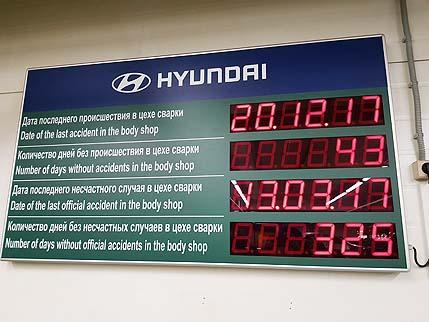 HYUNDAI
Дата последнего происшествия в цехе сварки
Date of the last accident in the body shop
20.12.17
Количество дней без происшествия в цехе сварки
Number of days without accidents in the body shop
43
Дата последнего несчастного случая в цехе сварки
Date of the last official accident in the body shop
13.03.17
Количество дней без несчастных случаев в цехе сварки
Number of days without official accidents in the body shop
325